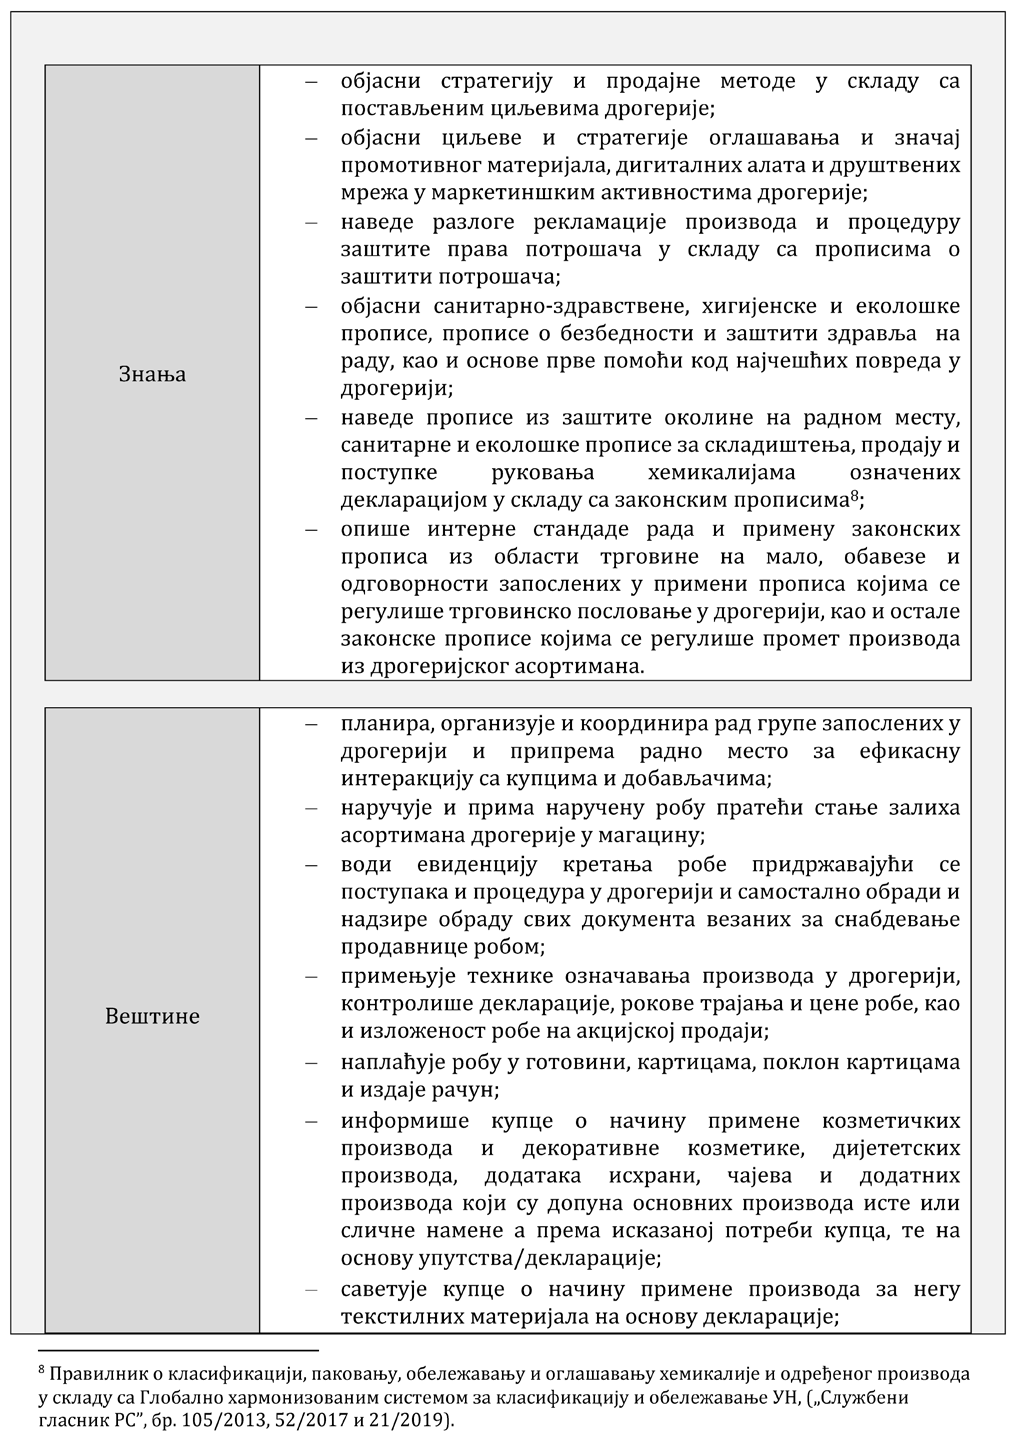 Знања
– објасни стратегију и продајне методе у складу са
постављеним циљевима дрогерије;
– објасни циљеве и стратегије оглашавања и значај
промотивног материјала, дигиталних алата и друштвених
мрежа у маркетиншким активностима дрогерије;
– наведе разлоге рекламације производа и процедуру
заштите права потрошача у складу са прописима о
заштити потрошача;
– објасни санитарно-здравствене, хигијенске и еколошке
прописе, прописе о безбедности и заштити здравља на
раду, као и основе прве помоћи код најчешћих повреда у
дрогерији;
– наведе прописе из заштите околине на радном месту,
санитарне и еколошке прописе за складиштења, продају и
поступке руковања хемикалијама означених
декларацијом у складу са законским прописима⁸;
– опише интерне стандаде рада и примену законских
прописа из области трговине на мало, обавезе и
одговорности запослених у примени прописа којима се
регулише трговинско пословање у дрогерији, као и остале
законске прописе којима се регулише промет производа
из дрогеријског асортимана.
Вештине
– планира, организује и координира рад групе запослених у
дрогерији и припрема радно место за ефикасну
интеракцију са купцима и добављачима;
– наручује и прима наручену робу пратећи стање залиха
асортимана дрогерије у магацину;
– води евиденцију кретања робе придржавајући се
поступака и процедура у дрогерији и самостално обради и
надзире обраду свих документа везаних за снабдевање
продавнице робом;
– примењује технике означавања производа у дрогерији,
контролише декларације, рокове трајања и цене робе, као
и изложеност робе на акцијској продаји;
– наплаћује робу у готовини, картицама, поклон картицама
и издаје рачун;
– информише купце о начину примене козметичких
производа и декоративне козметике, дијететских
производа, додатака исхрани, чајева и додатних
производа који су допуна основних производа исте или
сличне намене а према исказаној потреби купца, те на
основу упутства/декларације;
– саветује купце о начину примене производа за негу
текстилних материјала на основу декларације;
⁸ Правилник о класификацији, паковању, обележавању и оглашавању хемикалије и одређеног производа
у складу са Глобално хармонизованим системом за класификацију и обележавање УН, („Службени
гласник РС”, бр. 105/2013, 52/2017 и 21/2019).